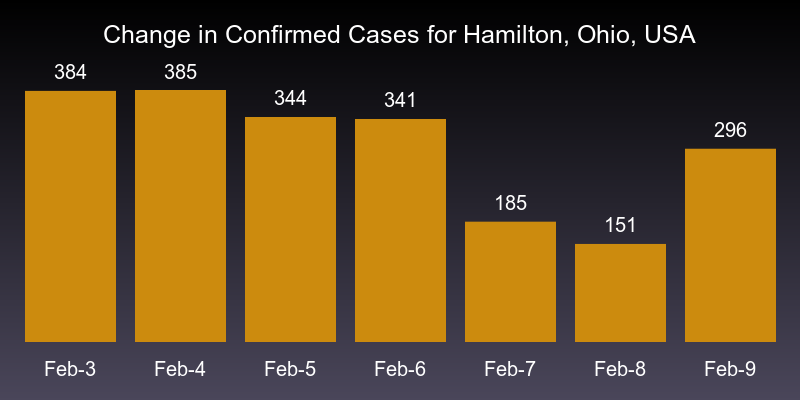 Change in Confirmed Cases for Hamilton, Ohio, USA
384 385 344 341 185 151 296
Feb-3 Feb-4 Feb-5 Feb-6 Feb-7 Feb-8 Feb-9